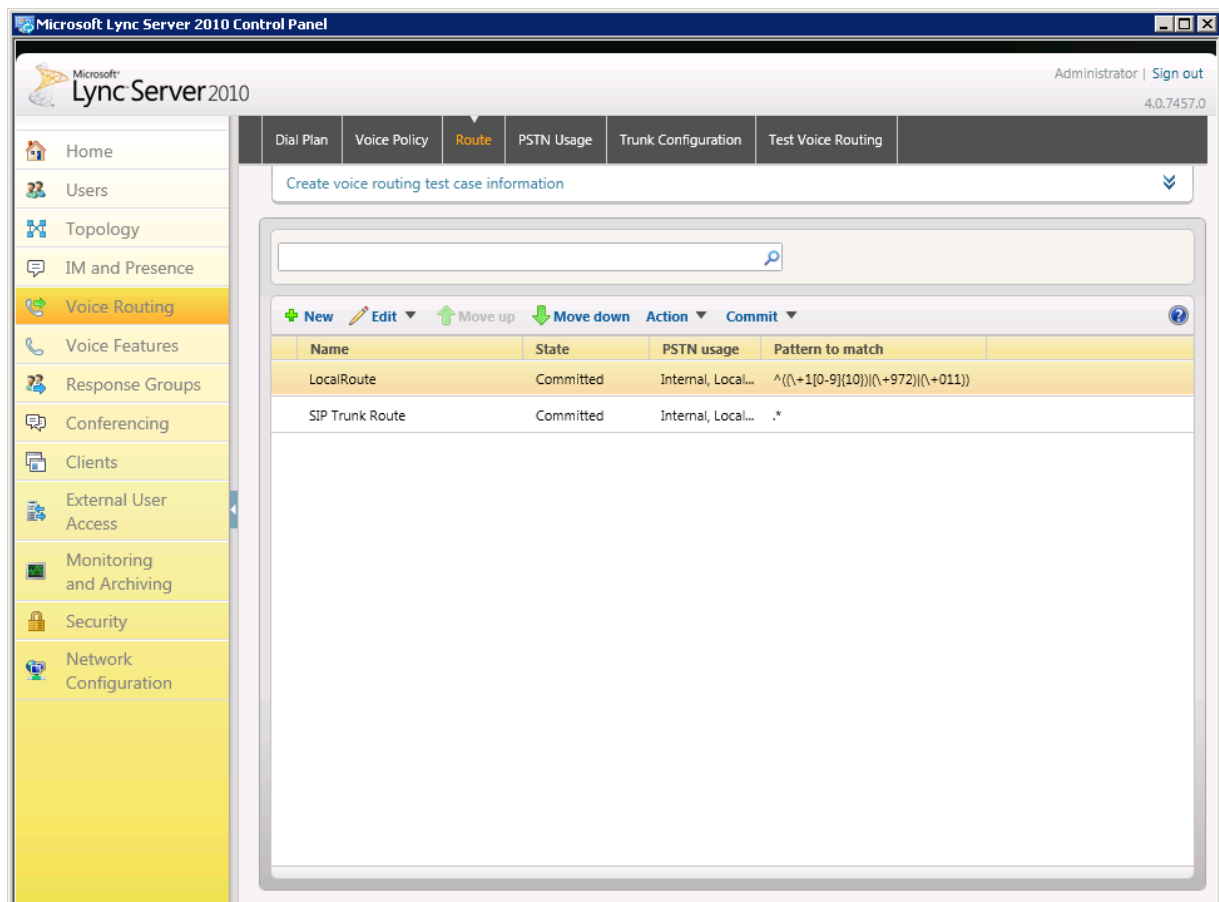 Microsoft Lync Server 2010 Control Panel
Microsoft®
Lync Server 2010
Administrator | Sign out
4.0.7457.0
Home
Users
Topology
IM and Presence
Voice Routing
Voice Features
Response Groups
Conferencing
Clients
External User
Access
Monitoring
and Archiving
Security
Network
Configuration
Dial Plan Voice Policy Route PSTN Usage Trunk Configuration Test Voice Routing
Create voice routing test case information
New Edit Move up Move down Action Commit
Name State PSTN usage Pattern to match
LocalRoute Committed Internal, Local... ^((\+1[0-9]{10})|(\+972)|(\+011))
SIP Trunk Route Committed Internal, Local... .*